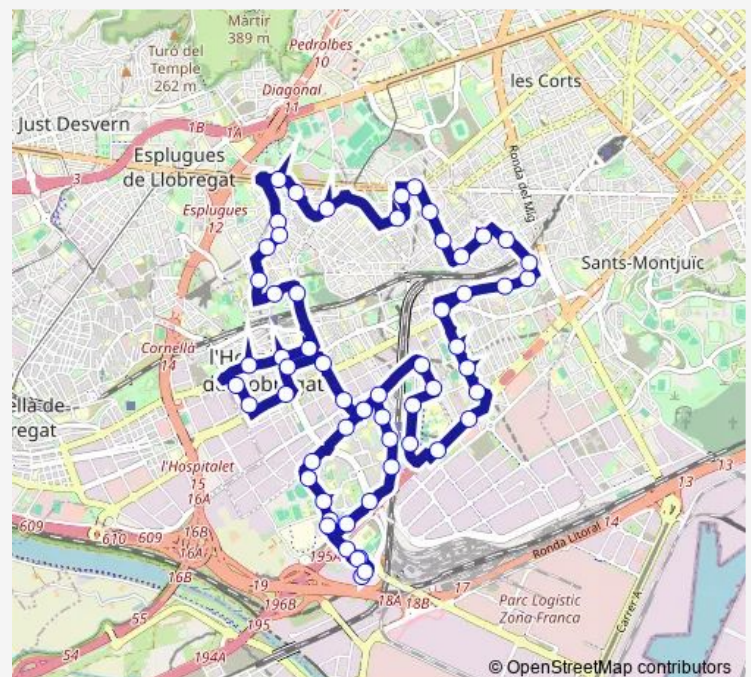 Màrtir
389 m
Turó del
Temple
262 m
Pedralbes
10
Diagonal
11
les Corts
Just Desvern
1B
1A
Esplugues
de Llobregat
3
Esplugues
12
Ronda del Mig
Sants-Montjuïc
Cornellà
14
l'Ho
de Llobregat
ellà de
regat
l'Hospitalet
15
16A
13
13
14
Ronda Litoral
609
610
609
16B
16A
195A
16B
19
196B
195
18A
18B
17
Parc Logístic
Zona Franca
Carrer A
55
54
194A
© OpenStreetMap contributors